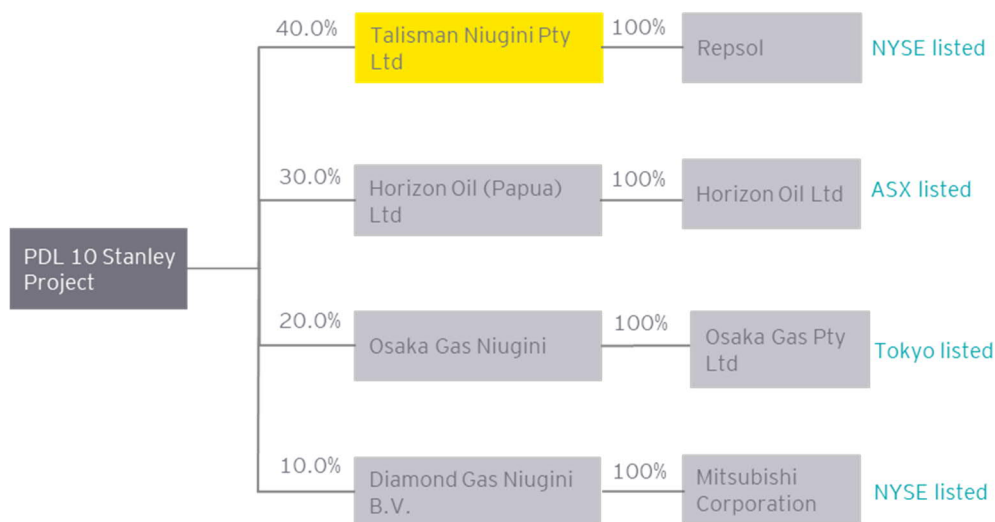 40.0%
Talisman Niugini Pty
Ltd
100%
Repsol
NYSE listed
30.0%
Horizon Oil (Papua)
Ltd
100%
Horizon Oil Ltd
ASX listed
PDL 10 Stanley
Project
20.0%
Osaka Gas Niugini
100%
Osaka Gas Pty
Ltd
Tokyo listed
10.0%
Diamond Gas Niugini
B.V.
100%
Mitsubishi
Corporation
NYSE listed